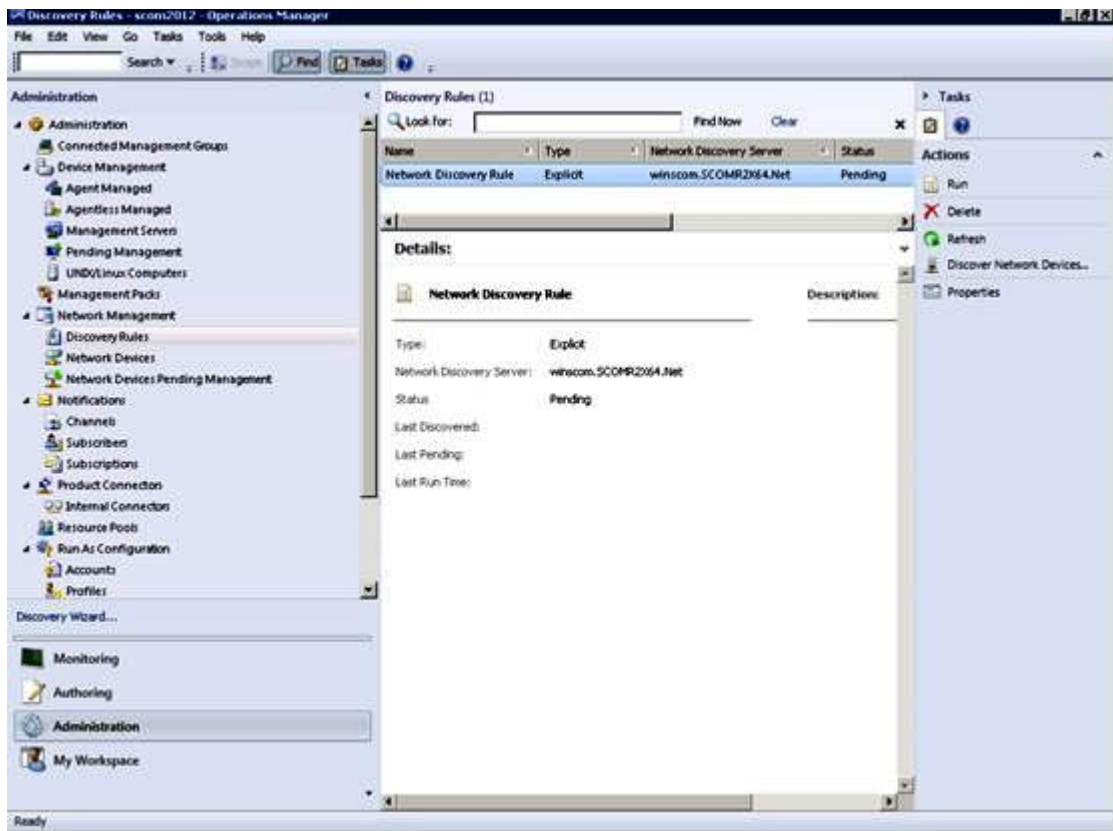 Discovery Rules - scom2012 - Operations Manager
File Edit View Go Tasks Tools Help
Search Find Tasks
Administration
Administration
Connected Management Groups
Device Management
Agent Managed
Agentless Managed
Management Servers
Pending Management
UNIX/Linux Computers
Management Packs
Network Management
Discovery Rules
Network Devices
Network Devices Pending Management
Notifications
Channels
Subscribers
Subscriptions
Product Connectors
Internal Connectors
Resource Pools
Run As Configuration
Accounts
Profiles
Discovery Wizard...
Monitoring
Authoring
Administration
My Workspace
Discovery Rules (1)
Look for: Find Now Clear
Name Type Network Discovery Server Status
Network Discovery Rule Explicit winscom.SCOMR2X64.Net Pending
Details:
Network Discovery Rule Description:
Type: Explicit
Network Discovery Server: winscom.SCOMR2X64.Net
Status Pending
Last Discovered:
Last Pending:
Last Run Time:
Tasks
Actions
Run
Delete
Refresh
Discover Network Devices...
Properties
Ready